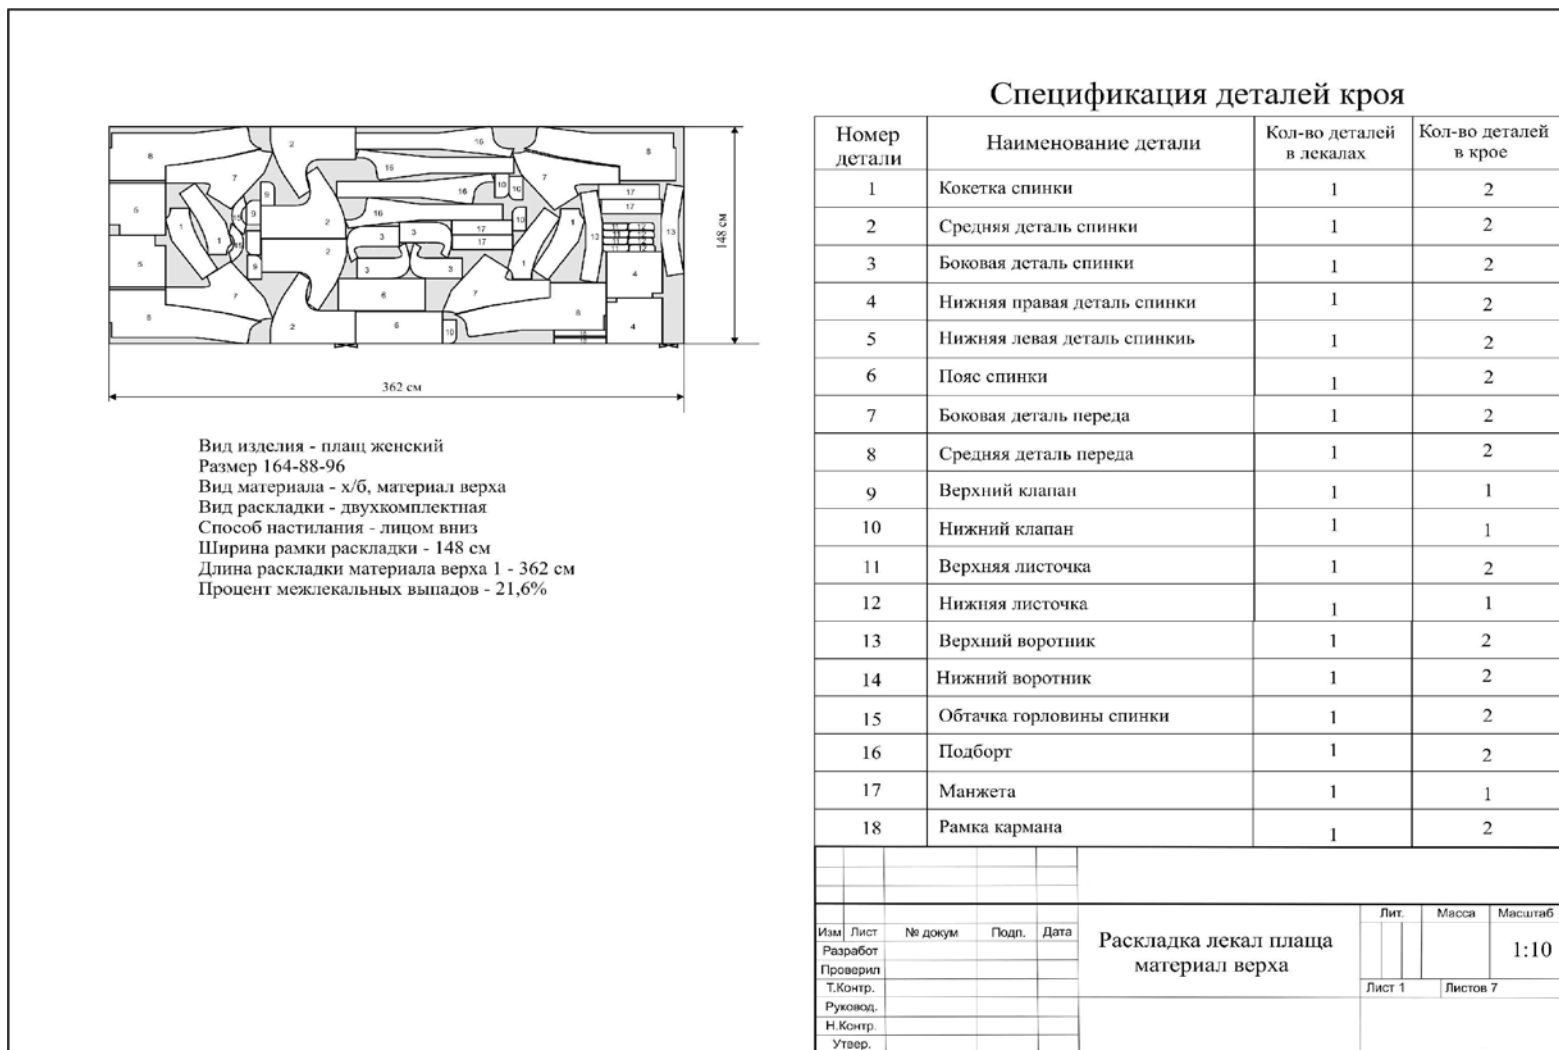 Спецификация деталей кроя
Номер детали Наименование детали Кол-во деталей в лекалах Кол-во деталей в крое
1 Кокетка спинки 1 2
2 Средняя деталь спинки 1 2
3 Боковая деталь спинки 1 2
4 Нижняя правая деталь спинки 1 2
5 Нижняя левая деталь спинкиь 1 2
6 Пояс спинки 1 2
7 Боковая деталь переда 1 2
8 Средняя деталь переда 1 2
9 Верхний клапан 1 1
10 Нижний клапан 1 1
11 Верхняя листочка 1 2
12 Нижняя листочка 1 1
13 Верхний воротник 1 2
14 Нижний воротник 1 2
15 Обтачка горловины спинки 1 2
16 Подборт 1 2
17 Манжета 1 1
18 Рамка кармана 1 2
148 см
362 см
Вид изделия - плащ женский
Размер 164-88-96
Вид материала - х/б, материал верха
Вид раскладки - двухкомплектная
Способ настилания - лицом вниз
Ширина рамки раскладки - 148 см
Длина раскладки материала верха 1 - 362 см
Процент межлекальных выпадов - 21,6%
Изм Лист № докум Подп. Дата
Разработ
Проверил
Т.Контр.
Руковод.
Н.Контр.
Утвер.
Раскладка лекал плаща
материал верха
Лит. Масса Масштаб
1:10
Лист 1 Листов 7